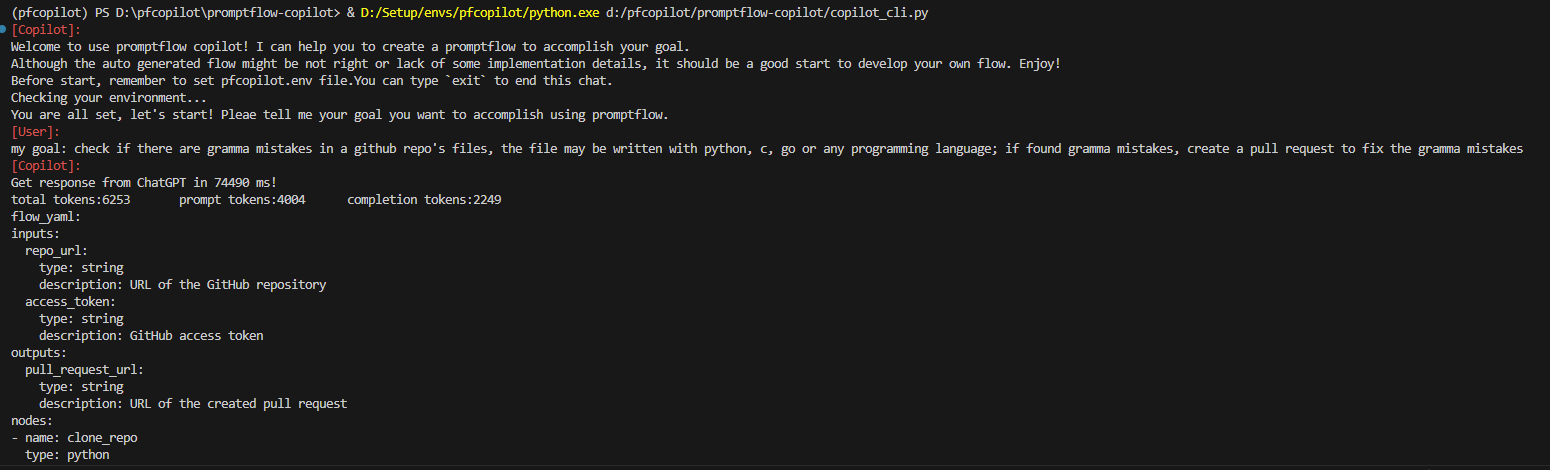 (pfcopilot) PS D:\pfcopilot\promptflow-copilot> & D:/Setup/envs/pfcopilot/python.exe d:/pfcopilot/promptflow-copilot/copilot_cli.py
[Copilot]:
Welcome to use promptflow copilot! I can help you to create a promptflow to accomplish your goal.
Although the auto generated flow might be not right or lack of some implementation details, it should be a good start to develop your own flow. Enjoy!
Before start, remember to set pfcopilot.env file.You can type `exit` to end this chat.
Checking your environment...
You are all set, let's start! Pleae tell me your goal you want to accomplish using promptflow.
[User]:
my goal: check if there are gramma mistakes in a github repo's files, the file may be written with python, c, go or any programming language; if found gramma mistakes, create a pull request to fix the gramma mistakes
[Copilot]:
Get response from ChatGPT in 74490 ms!
total tokens:6253      prompt tokens:4004      completion tokens:2249
flow_yaml:
inputs:
  repo_url:
    type: string
    description: URL of the GitHub repository
  access_token:
    type: string
    description: GitHub access token
outputs:
  pull_request_url:
    type: string
    description: URL of the created pull request
nodes:
- name: clone_repo
  type: python